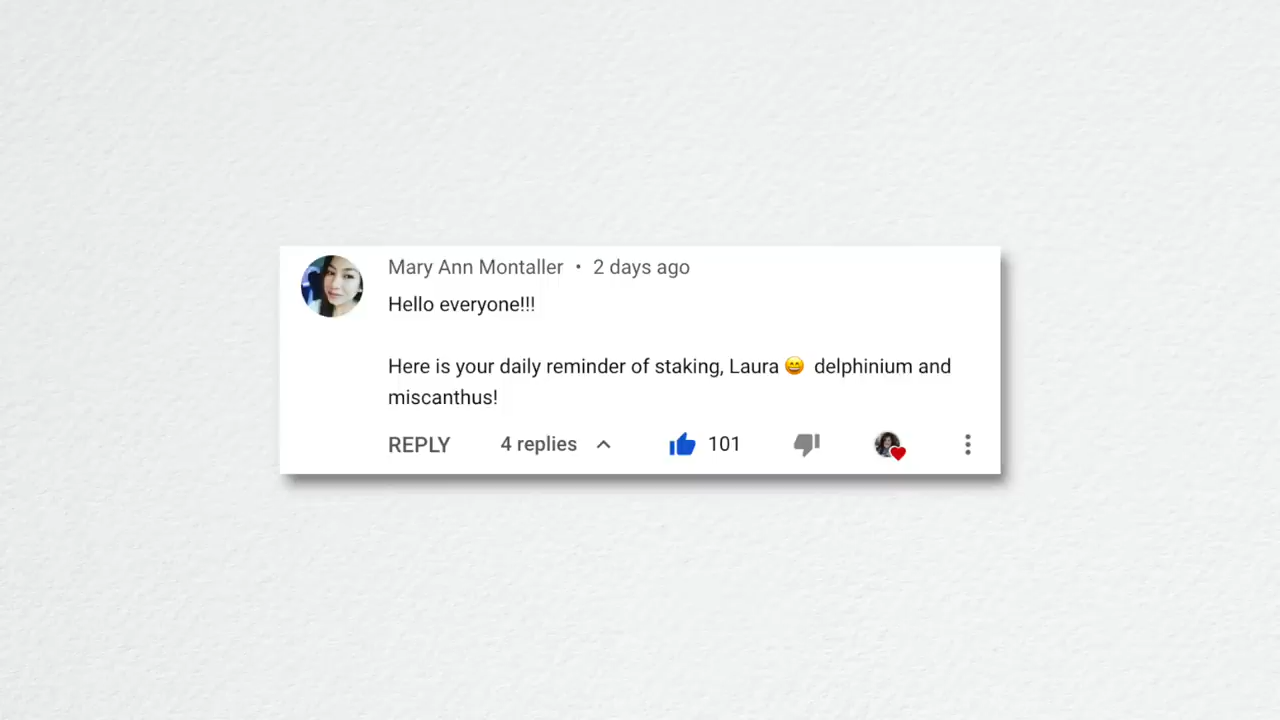 Mary Ann Montaller • 2 days ago
Hello everyone!!!
Here is your daily reminder of staking, Laura 😄 delphinium and
miscanthus!
REPLY 4 replies 101